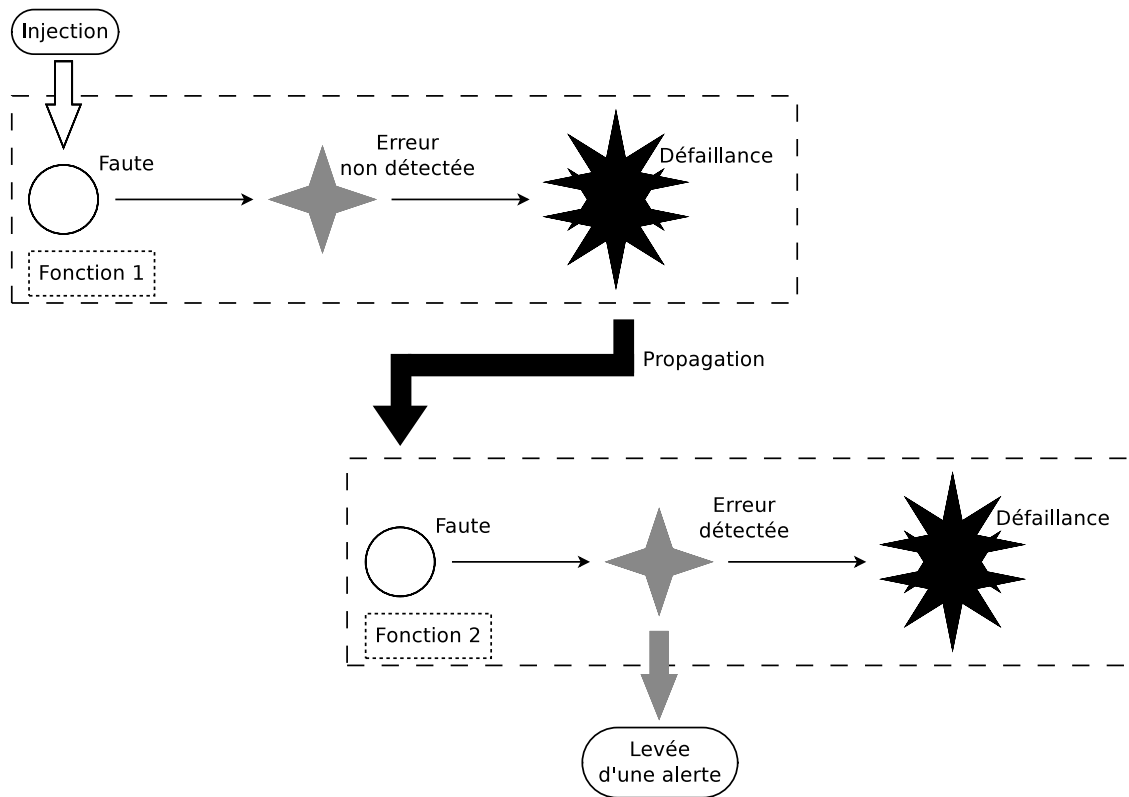 Injection
Faute
Erreur
non détectée
Défaillance
Fonction 1
Propagation
Faute
Erreur
détectée
Défaillance
Fonction 2
Levée
d'une alerte